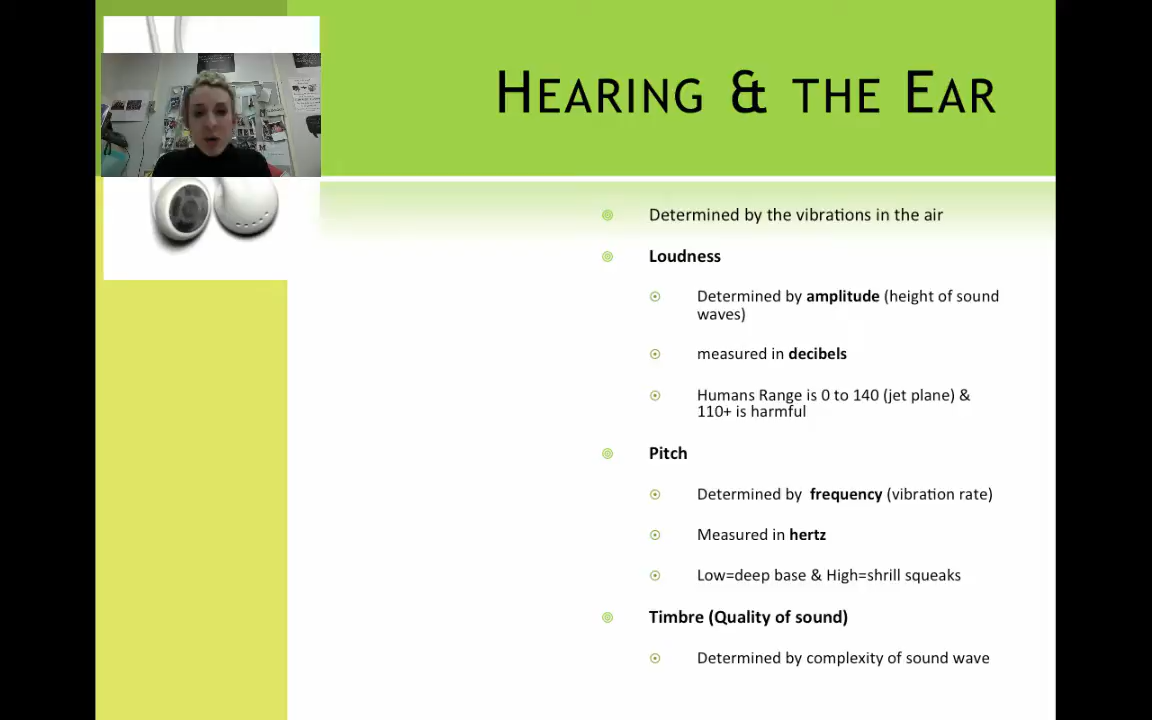 HEARING & THE EAR
Determined by the vibrations in the air
Loudness
Determined by amplitude (height of sound
waves)
measured in decibels
Humans Range is 0 to 140 (jet plane) &
110+ is harmful
Pitch
Determined by frequency (vibration rate)
Measured in hertz
Low=deep base & High=shrill squeaks
Timbre (Quality of sound)
Determined by complexity of sound wave